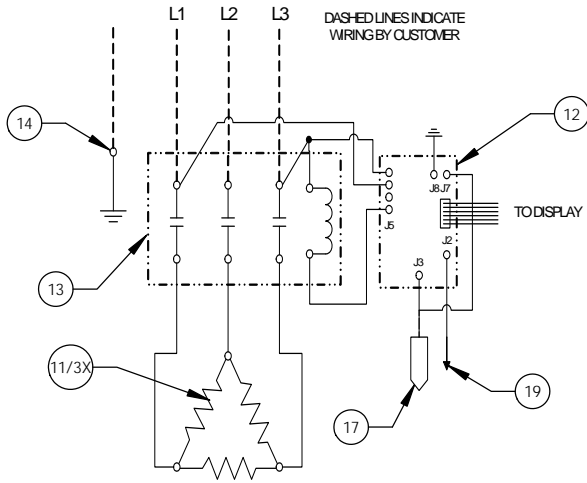 L1 L2 L3
DASHED LINES INDICATE
WIRING BY CUSTOMER
14
12
J8 J7
TO DISPLAY
J5
J2
J3
13
11/3X
19
17